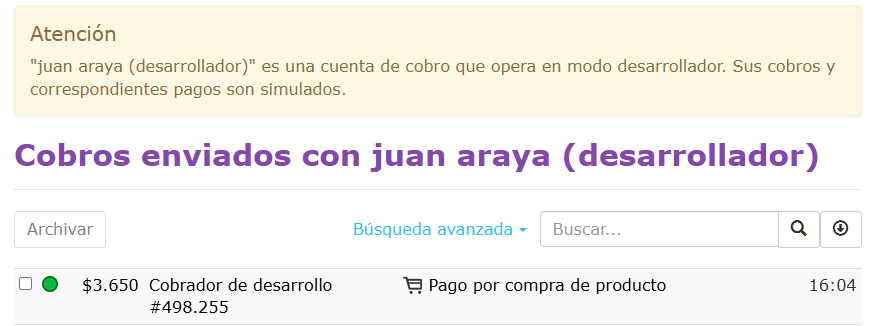 Atención
"juan araya (desarrollador)" es una cuenta de cobro que opera en modo desarrollador. Sus cobros y
correspondientes pagos son simulados.
Cobros enviados con juan araya (desarrollador)
Archivar
Búsqueda avanzada
Buscar...
$3.650 Cobrador de desarrollo Pago por compra de producto 16:04
#498.255